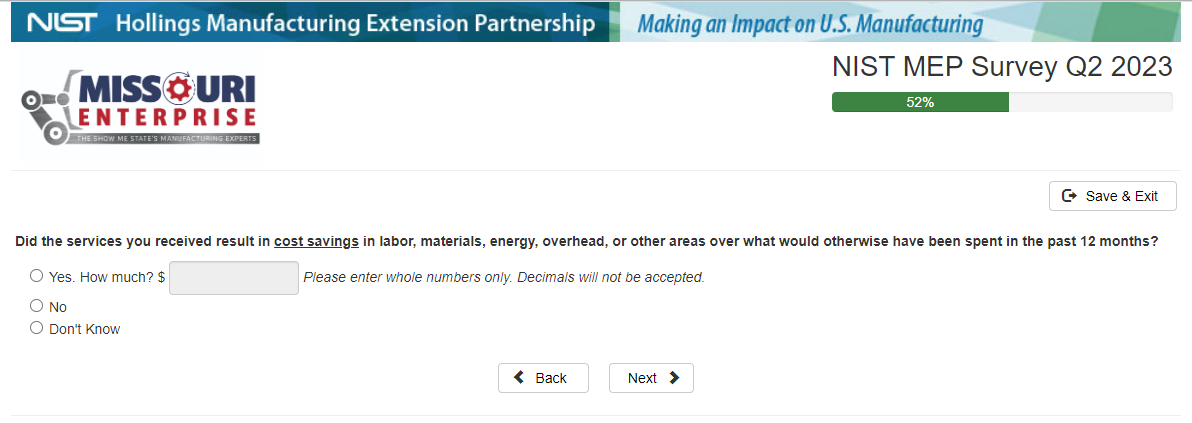 NIST Hollings Manufacturing Extension Partnership
Making an Impact on U.S. Manufacturing
MISSOURI
ENTERPRISE
THE SHOW ME STATE'S MANUFACTURING EXPERTS
NIST MEP Survey Q2 2023
52%
Save & Exit
Did the services you received result in cost savings in labor, materials, energy, overhead, or other areas over what would otherwise have been spent in the past 12 months?
Yes. How much? $ Please enter whole numbers only. Decimals will not be accepted.
No
Don't Know
Back
Next